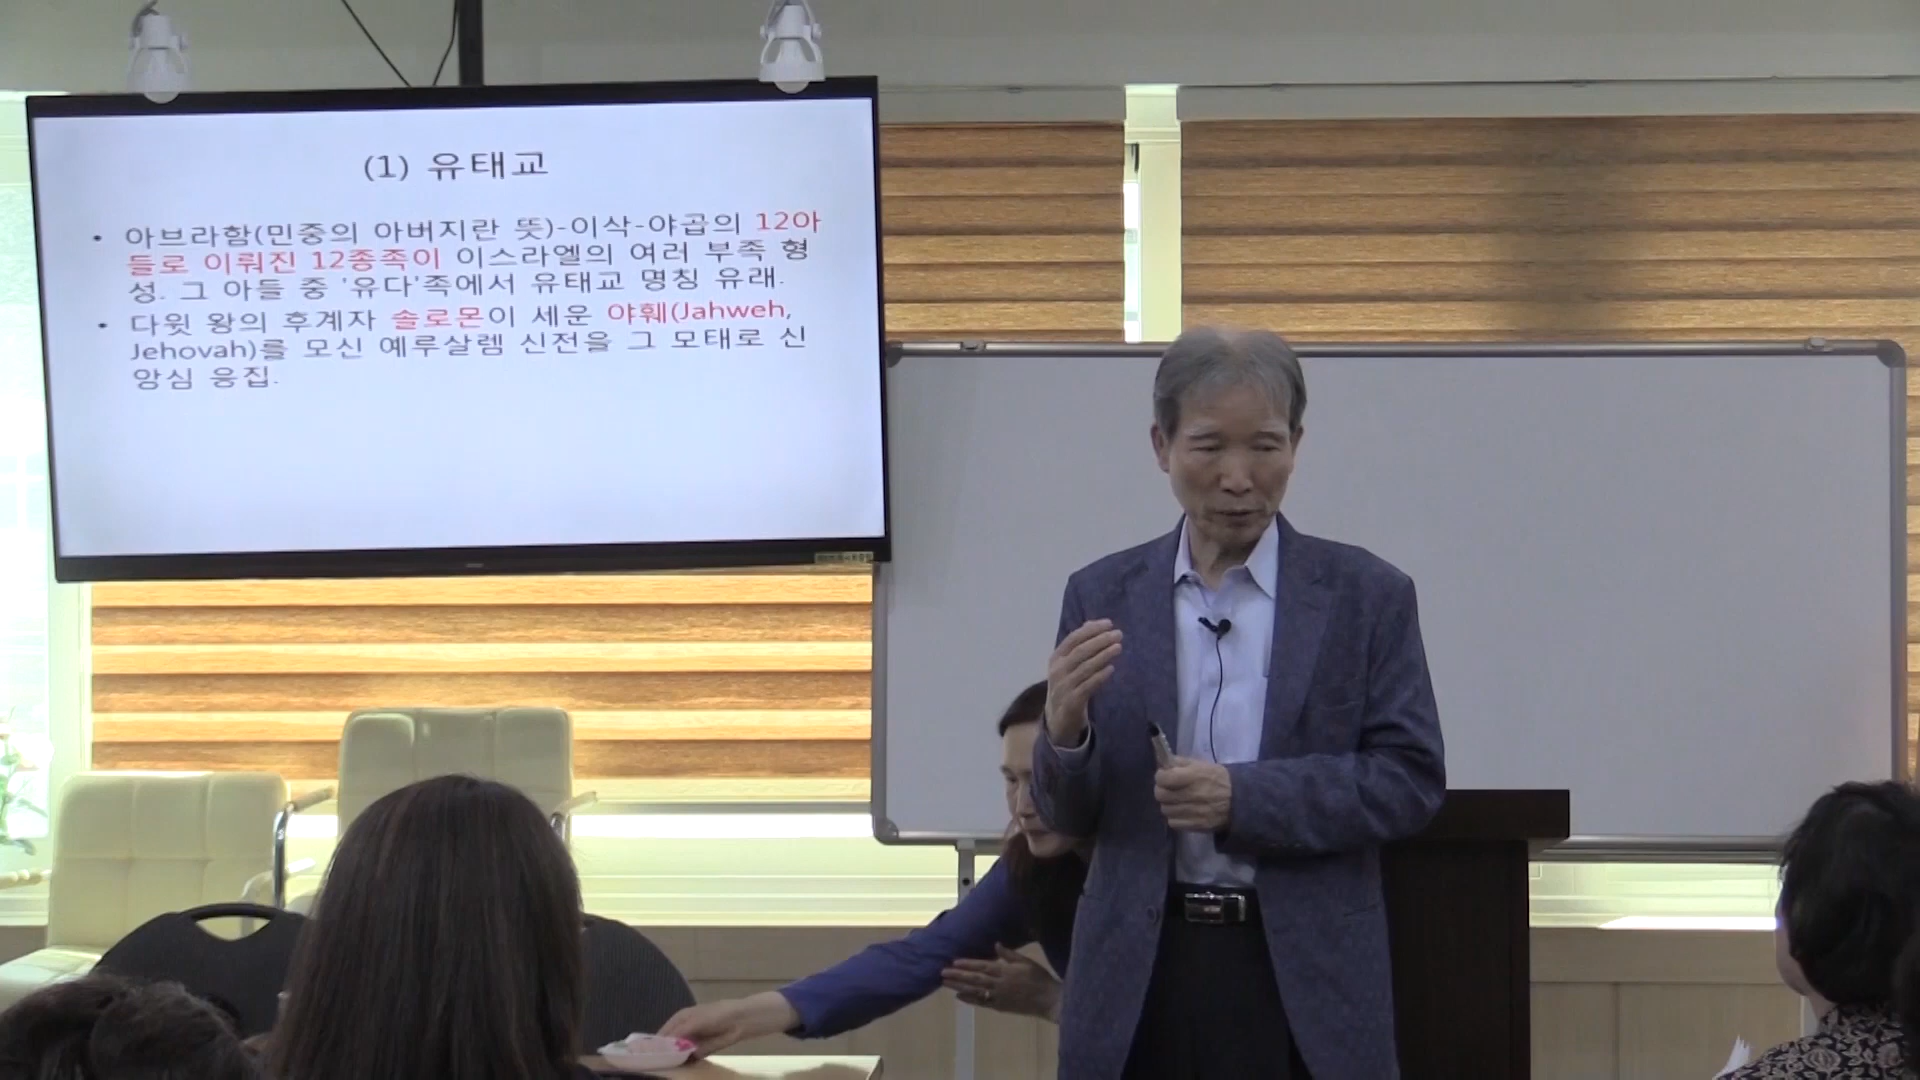 (1) 유태교
• 아브라함(민중의 아버지란 뜻)-이삭-야곱의 12아
들로 이뤄진 12종족이 이스라엘의 여러 부족 형
성. 그 아들 중 '유다'족에서 유태교 명칭 유래.
• 다윗 왕의 후계자 솔로몬이 세운 야훼(Jahweh,
Jehovah)를 모신 예루살렘 신전을 그 모태로 신
앙심 응집.